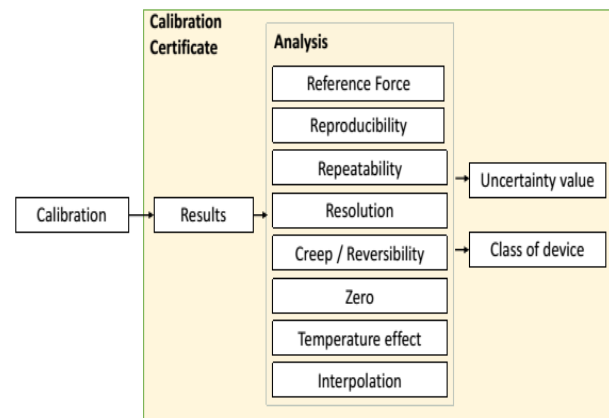 Calibration
Certificate
Analysis
Reference Force
Reproducibility
Repeatability
Resolution
Creep / Reversibility
Zero
Temperature effect
Interpolation
Calibration
Results
Uncertainty value
Class of device